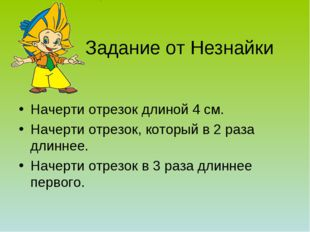 Задание от Незнайки
• Начерти отрезок длиной 4 см.
• Начерти отрезок, который в 2 раза
длиннее.
• Начерти отрезок в 3 раза длиннее
первого.